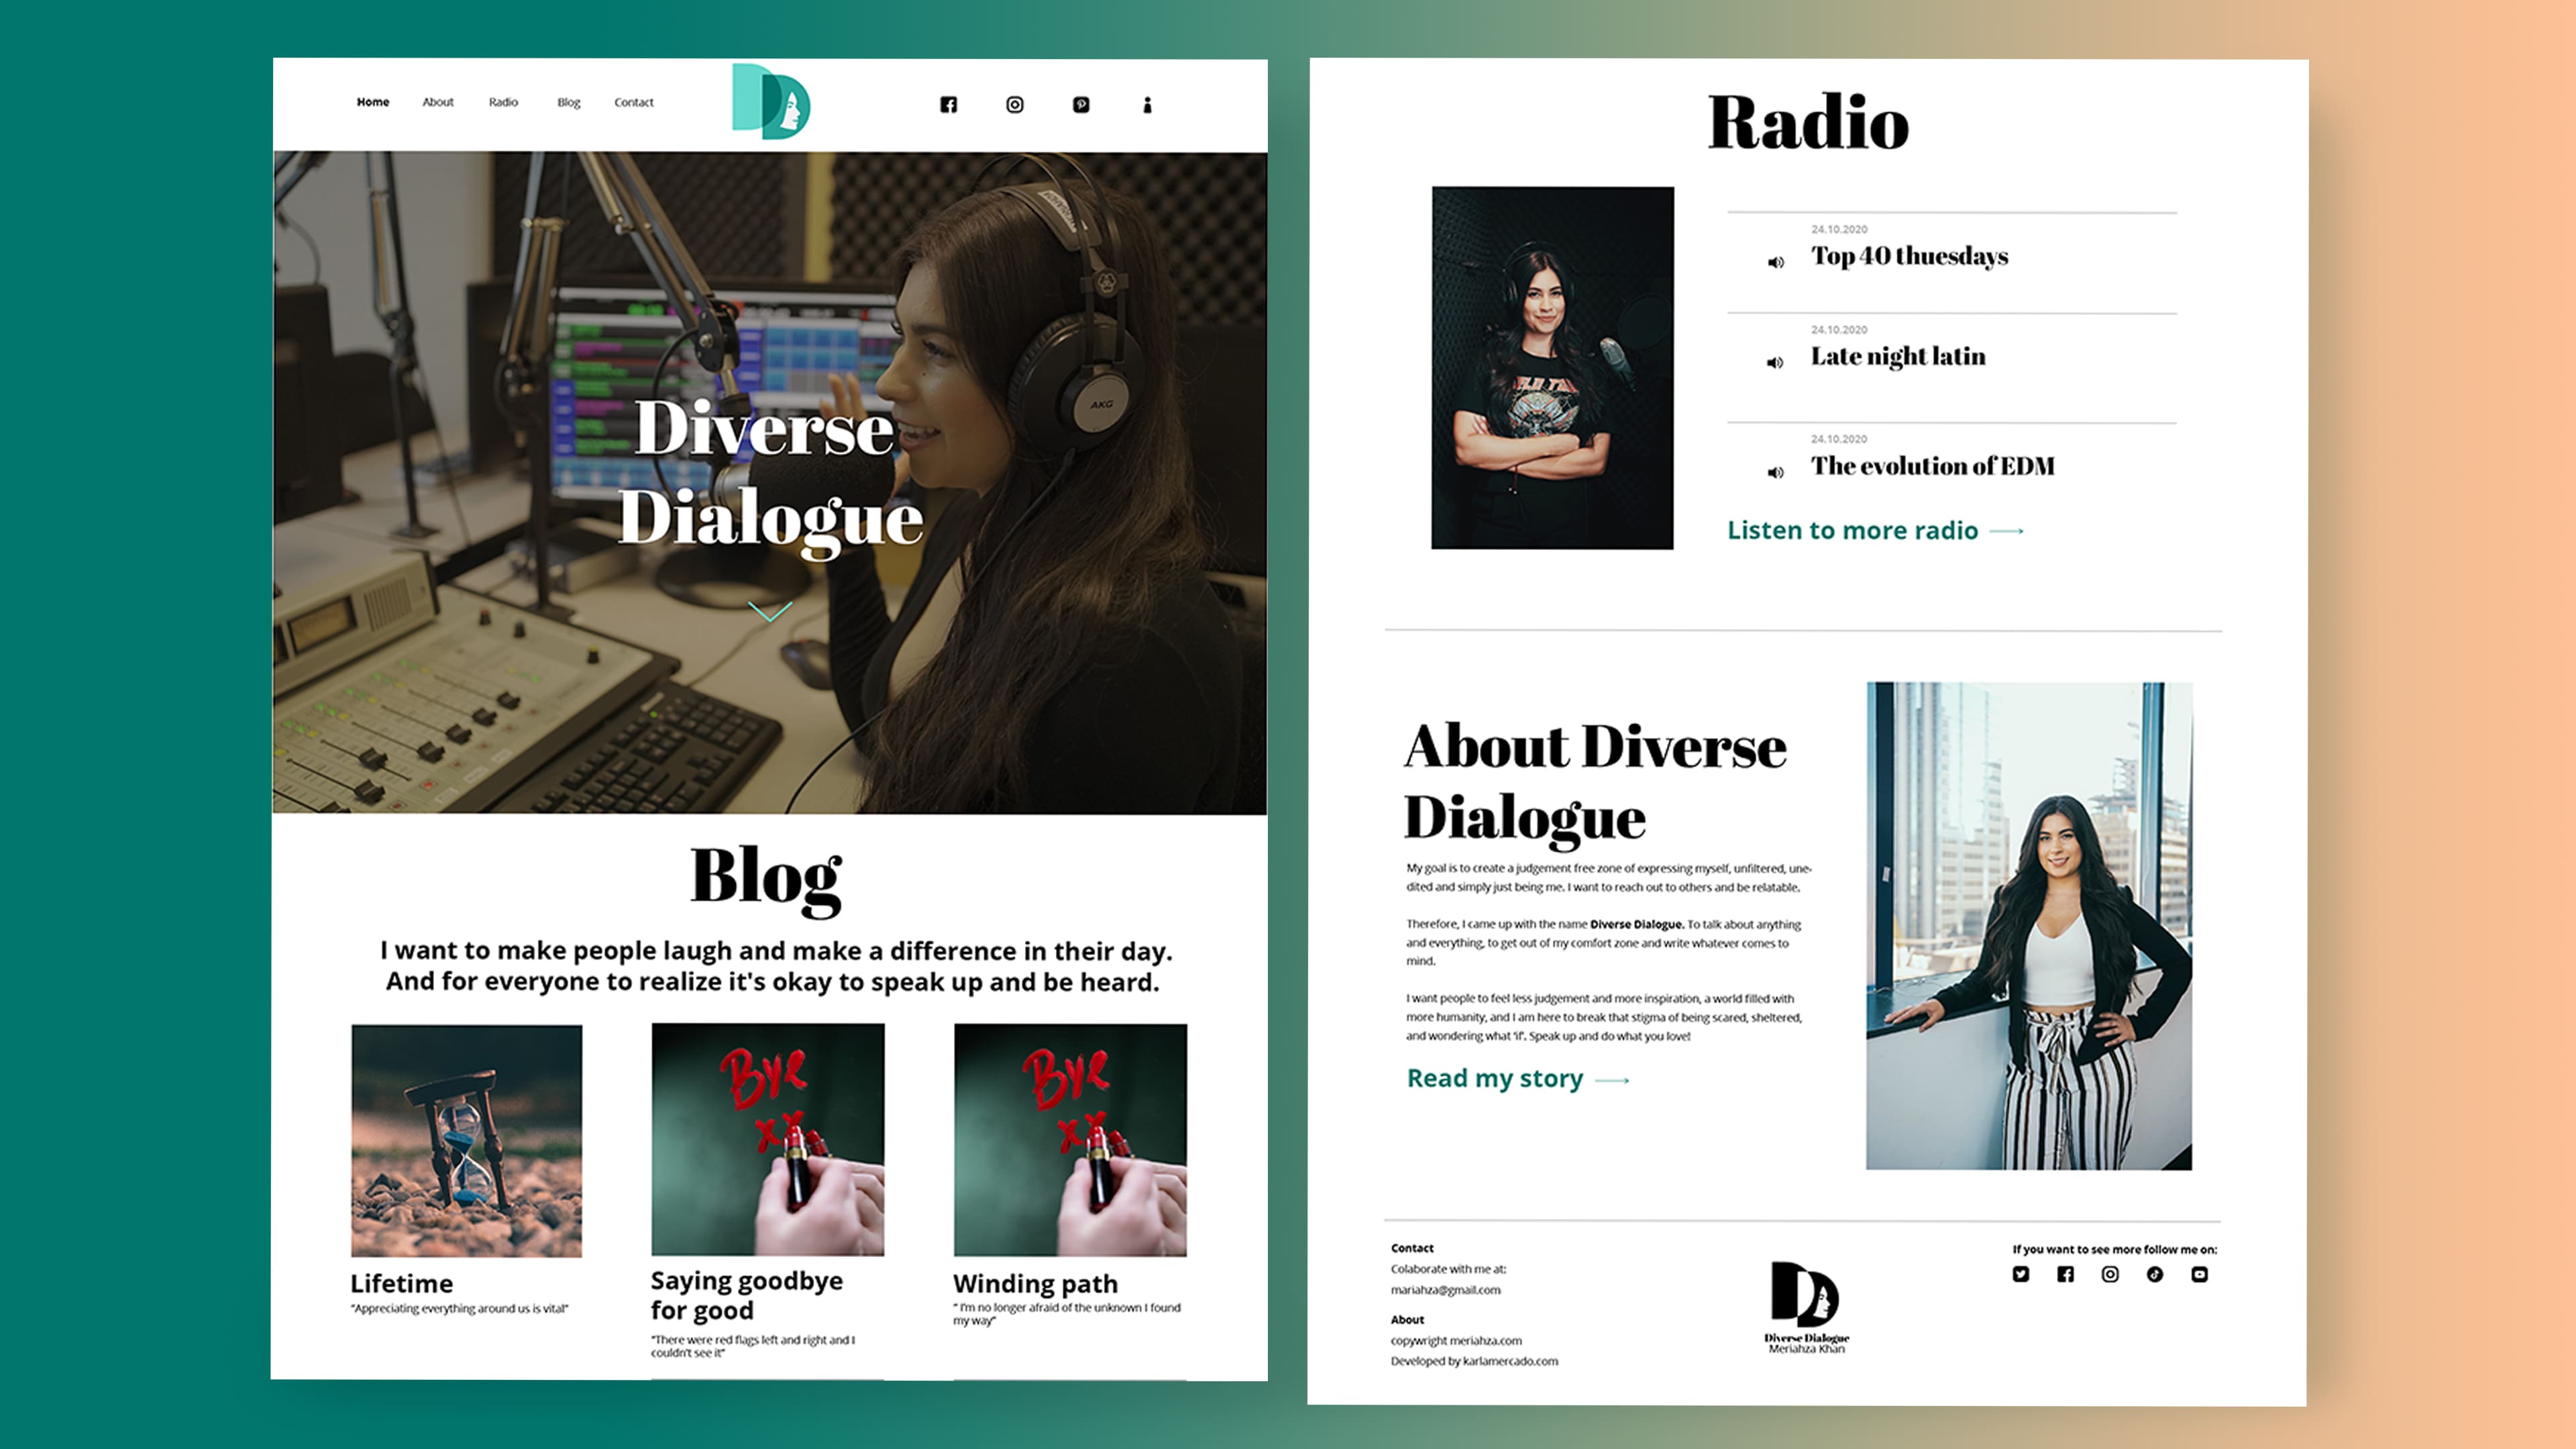 Home About Radio Blog Contact
AKG
Diverse
Dialogue
Blog
I want to make people laugh and make a difference in their day.
And for everyone to realize it's okay to speak up and be heard.
Bye
xx
Bye
xx
Lifetime
"Appreciating everything around us is vital"
Saying goodbye
for good
"There were red flags left and right and I
couldn't see it"
Winding path
" I'm no longer afraid of the unknown I found
my way"
Radio
24.10.2020
Top 40 thuesdays
24.10.2020
Late night latin
24.10.2020
The evolution of EDM
Listen to more radio
About Diverse
Dialogue
My goal is to create a judgement free zone of expressing myself, unfiltered, une-
dited and simply just being me. I want to reach out to others and be relatable.
Therefore, I came up with the name Diverse Dialogue. To talk about anything
and everything, to get out of my comfort zone and write whatever comes to
mind.
I want people to feel less judgement and more inspiration, a world filled with
more humanity, and I am here to break that stigma of being scared, sheltered,
and wondering what 'if'. Speak up and do what you love!
Read my story
Contact
Colaborate with me at:
mariahza@gmail.com
About
copywright meriahza.com
Developed by karlamercado.com
Diverse Dialogue
Meriahza Khan
If you want to see more follow me on: